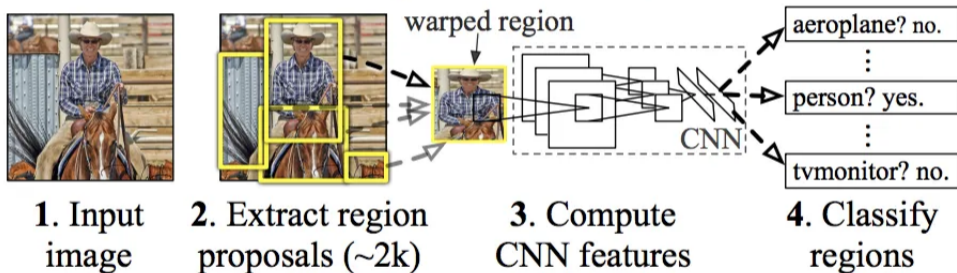 warped region
aeroplane? no.
person? yes.
tvmonitor? no.
CNN
1. Input
image
2. Extract region
proposals (~2k)
3. Compute
CNN features
4. Classify
regions